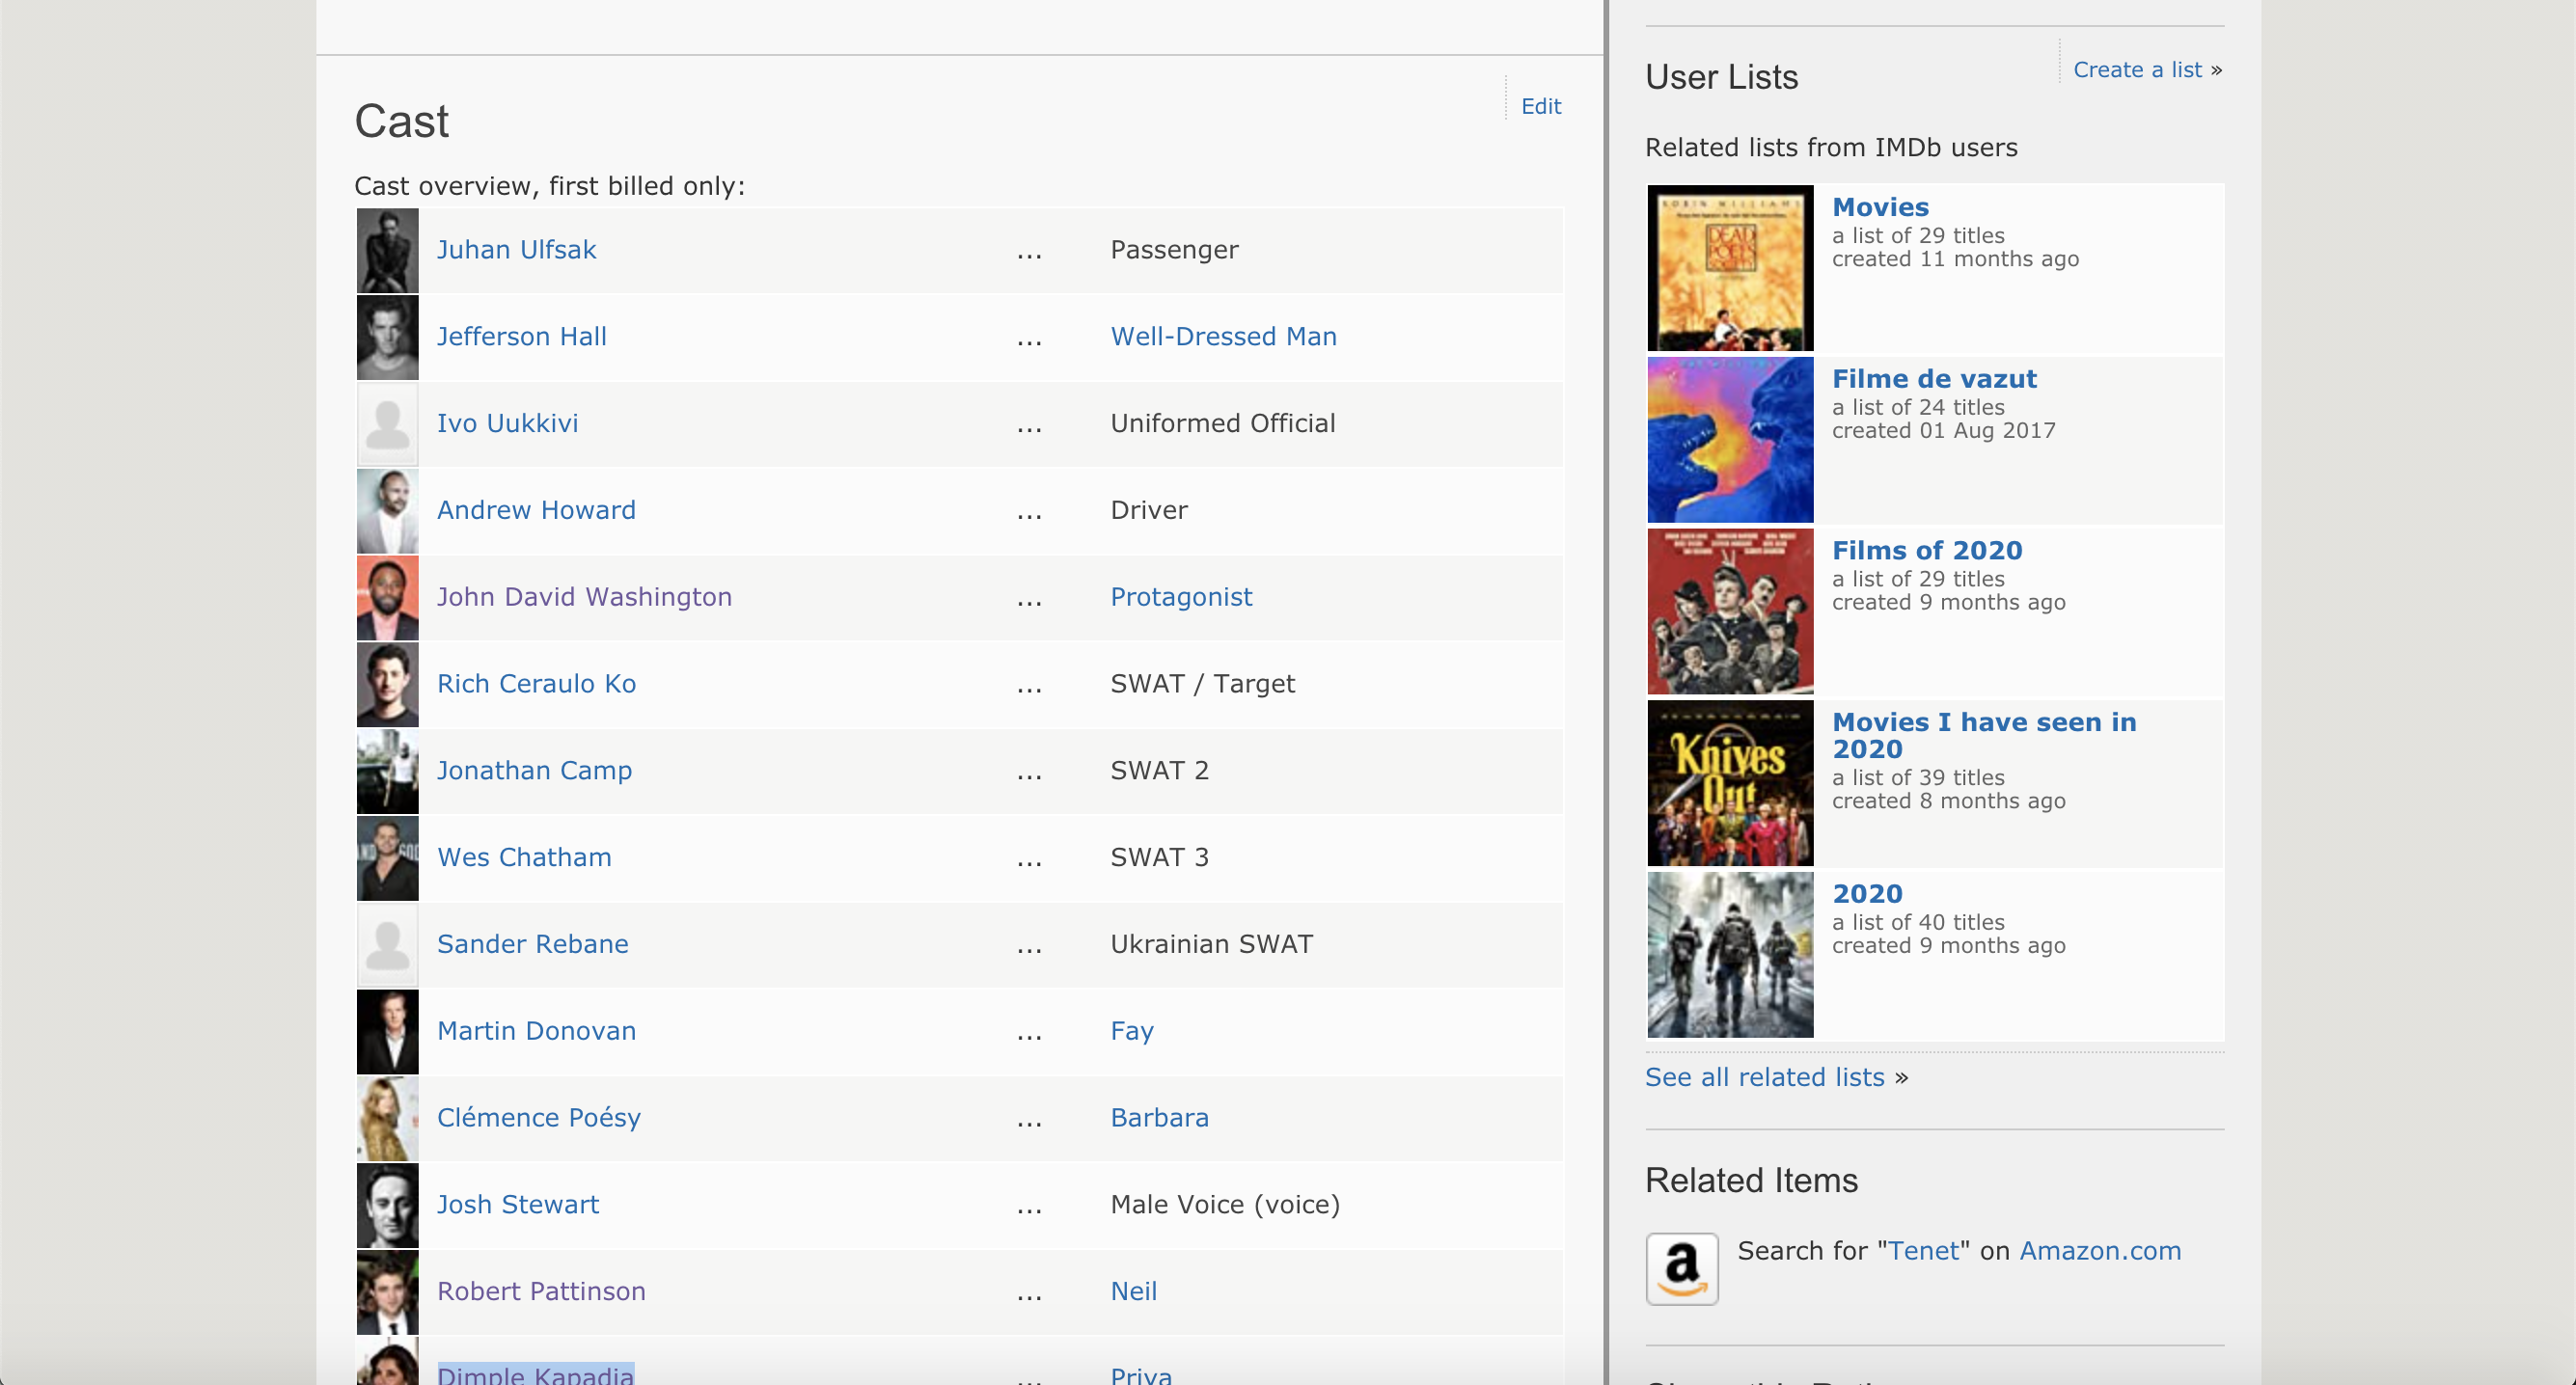 Cast
Edit
Cast overview, first billed only:
Juhan Ulfsak ... Passenger
Jefferson Hall ... Well-Dressed Man
Ivo Uukkivi ... Uniformed Official
Andrew Howard ... Driver
John David Washington ... Protagonist
Rich Ceraulo Ko ... SWAT / Target
Jonathan Camp ... SWAT 2
Wes Chatham ... SWAT 3
Sander Rebane ... Ukrainian SWAT
Martin Donovan ... Fay
Clémence Poésy ... Barbara
Josh Stewart ... Male Voice (voice)
Robert Pattinson ... Neil
Dimple Kapadia ... Priya
User Lists
Create a list »
Related lists from IMDb users
ROBIN WILLIAMS
DEAD
POETS
SOCIETY
Movies
a list of 29 titles
created 11 months ago
Filme de vazut
a list of 24 titles
created 01 Aug 2017
Films of 2020
a list of 29 titles
created 9 months ago
Knives
Out
Movies I have seen in
2020
a list of 39 titles
created 8 months ago
2020
a list of 40 titles
created 9 months ago
See all related lists »
Related Items
a
Search for "Tenet" on Amazon.com